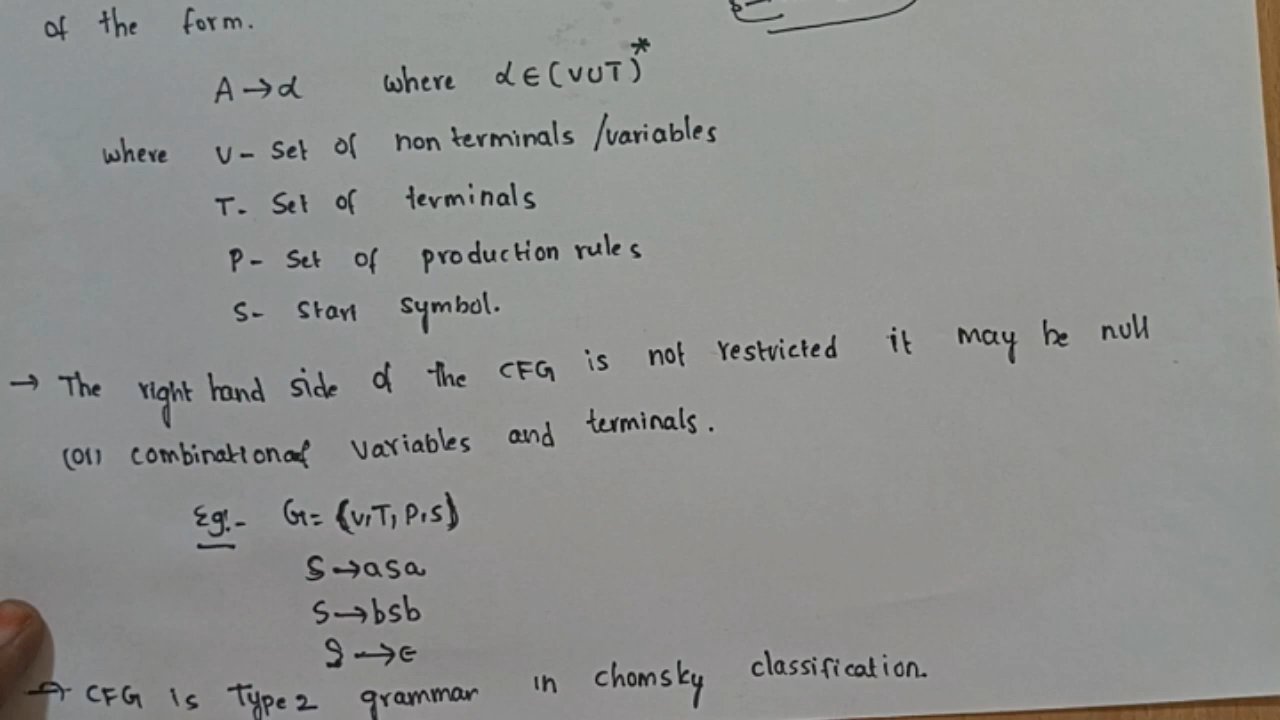 of the form.
A → α where α ∈ (VUT)*
where V - Set of non terminals /variables
T - Set of terminals
P - Set of production rules
S - Start symbol.
→ The right hand side of the CFG is not restricted it may be null
(or) combination of variables and terminals.
Eg:- G = (V,T,P,S)
S → aSa
S → bSb
S → ε
→ CFG is Type 2 grammar in chomsky classification.